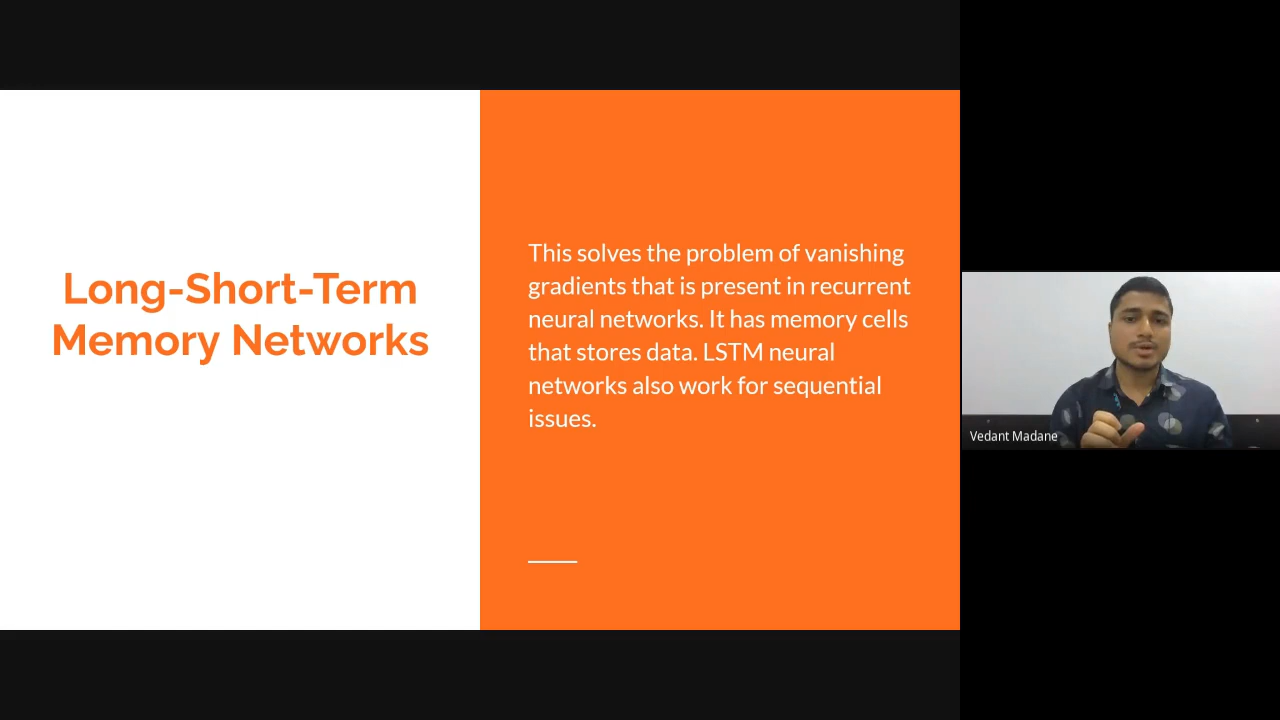 Long-Short-Term
Memory Networks
This solves the problem of vanishing
gradients that is present in recurrent
neural networks. It has memory cells
that stores data. LSTM neural
networks also work for sequential
issues.
Vedant Madane